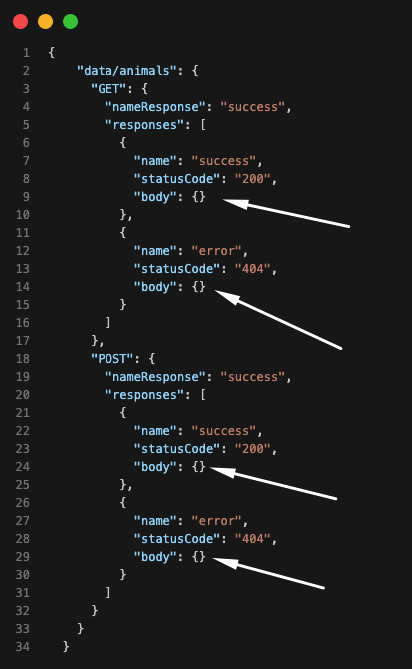 1 {
2     "data/animals": {
3       "GET": {
4         "nameResponse": "success",
5         "responses": [
6           {
7             "name": "success",
8             "statusCode": "200",
9             "body": {}
10           },
11           {
12             "name": "error",
13             "statusCode": "404",
14             "body": {}
15           }
16         ]
17       },
18       "POST": {
19         "nameResponse": "success",
20         "responses": [
21           {
22             "name": "success",
23             "statusCode": "200",
24             "body": {}
25           },
26           {
27             "name": "error",
28             "statusCode": "404",
29             "body": {}
30           }
31         ]
32       }
33     }
34   }